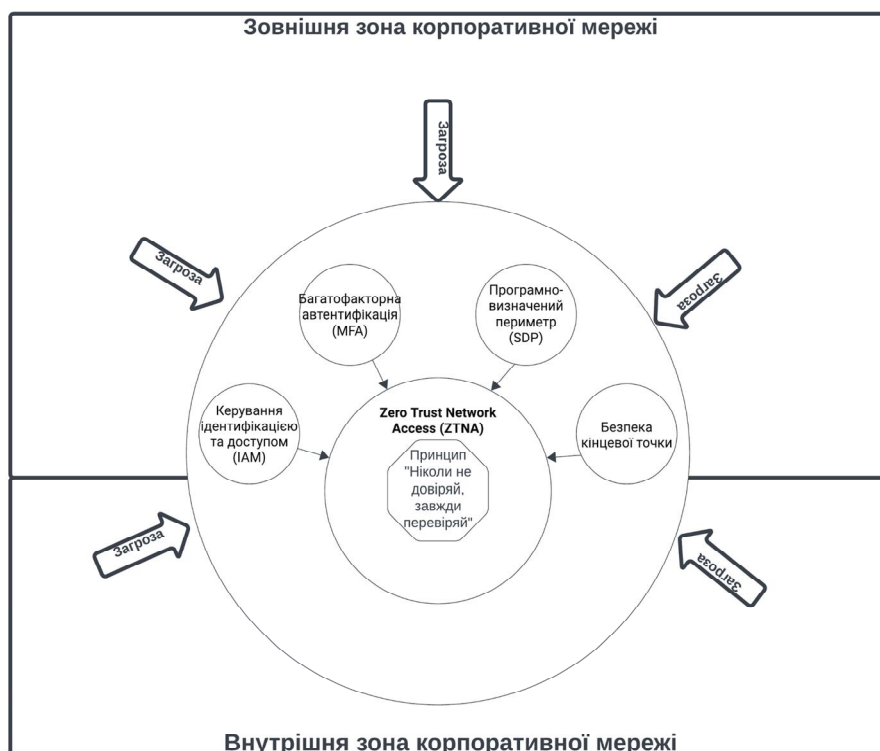 Зовнішня зона корпоративної мережі
Загроза
Загроза
Загроза
Багатофакторна
автентифікація
(MFA)
Програмно-
визначений
периметр
(SDP)
Керування
ідентифікацією
та доступом
(IAM)
Zero Trust Network
Access (ZTNA)
Принцип
"Ніколи не
довіряй,
завжди
перевіряй"
Безпека
кінцевої точки
Загроза
Загроза
Внутрішня зона корпоративної мережі